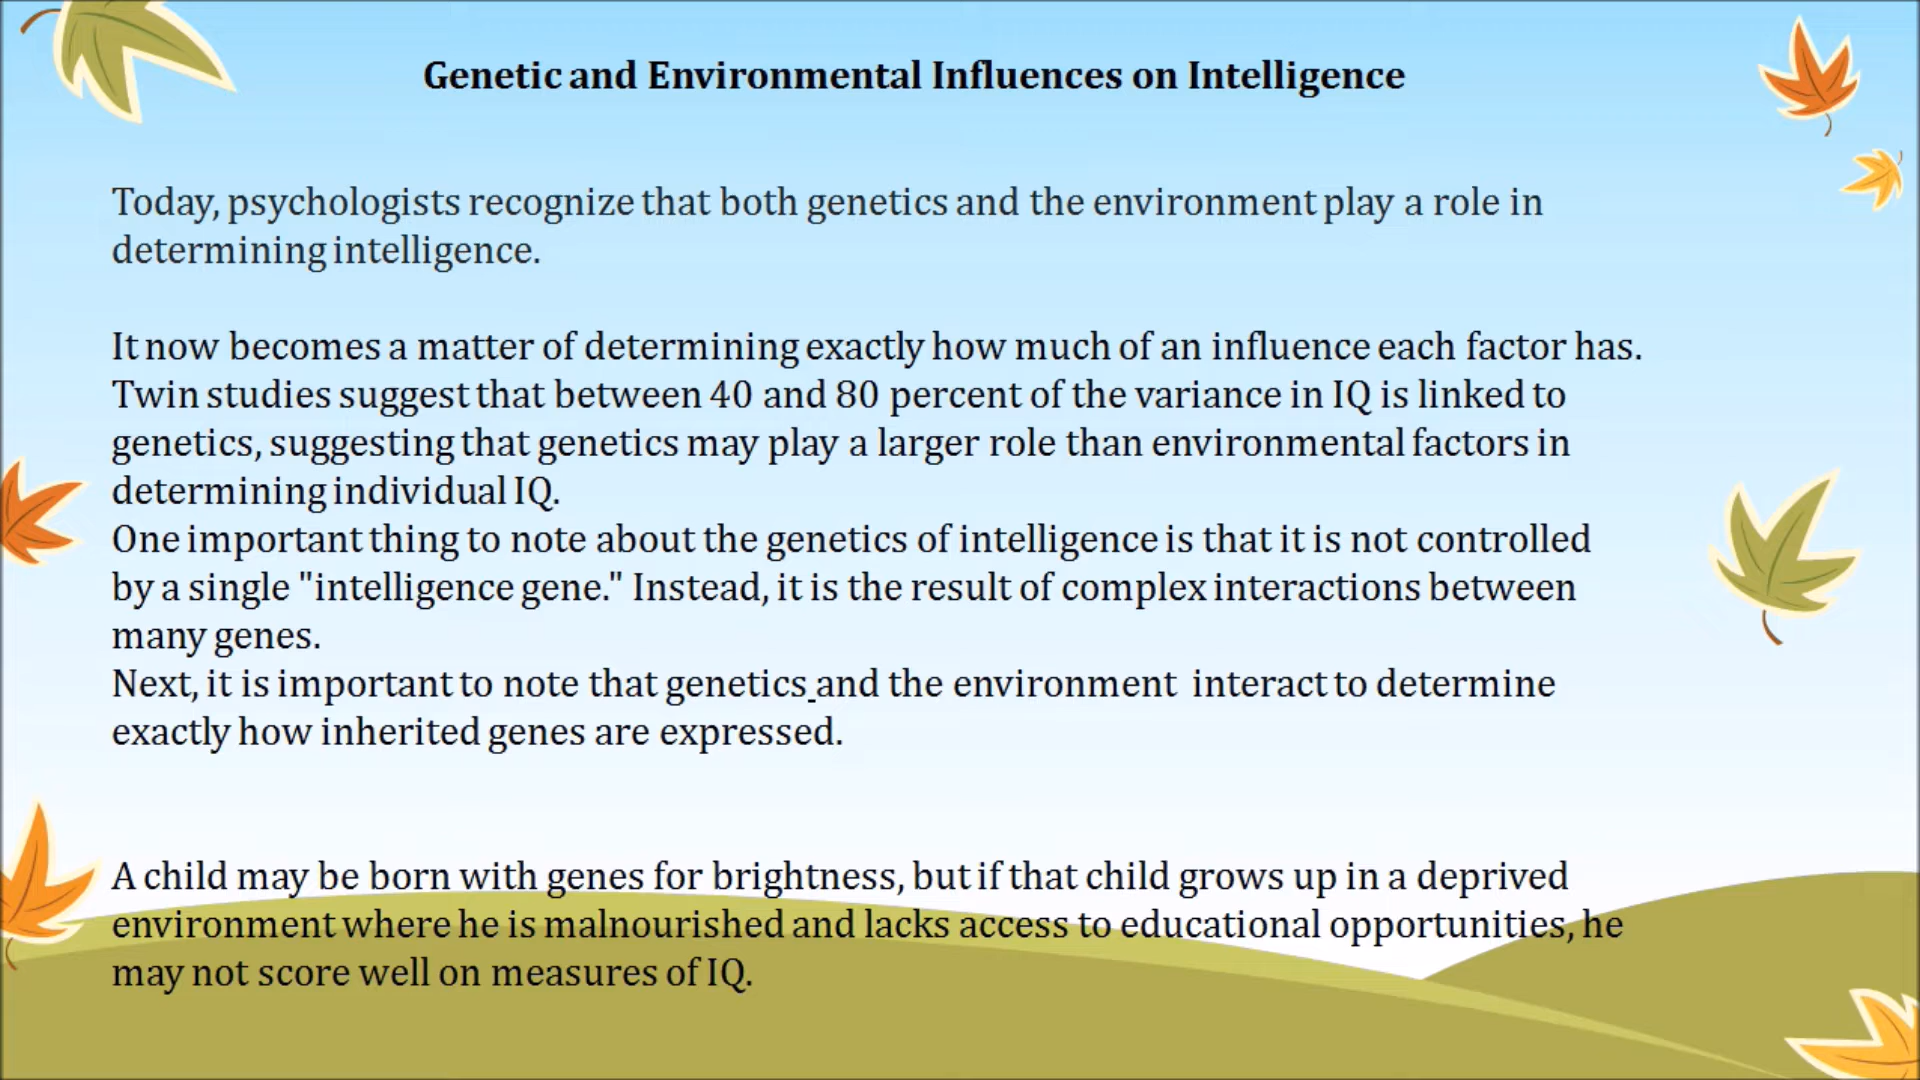 Genetic and Environmental Influences on Intelligence
Today, psychologists recognize that both genetics and the environment play a role in
determining intelligence.
It now becomes a matter of determining exactly how much of an influence each factor has.
Twin studies suggest that between 40 and 80 percent of the variance in IQ is linked to
genetics, suggesting that genetics may play a larger role than environmental factors in
determining individual IQ.
One important thing to note about the genetics of intelligence is that it is not controlled
by a single "intelligence gene." Instead, it is the result of complex interactions between
many genes.
Next, it is important to note that genetics and the environment  interact to determine
exactly how inherited genes are expressed.
A child may be born with genes for brightness, but if that child grows up in a deprived
environment where he is malnourished and lacks access to educational opportunities, he
may not score well on measures of IQ.